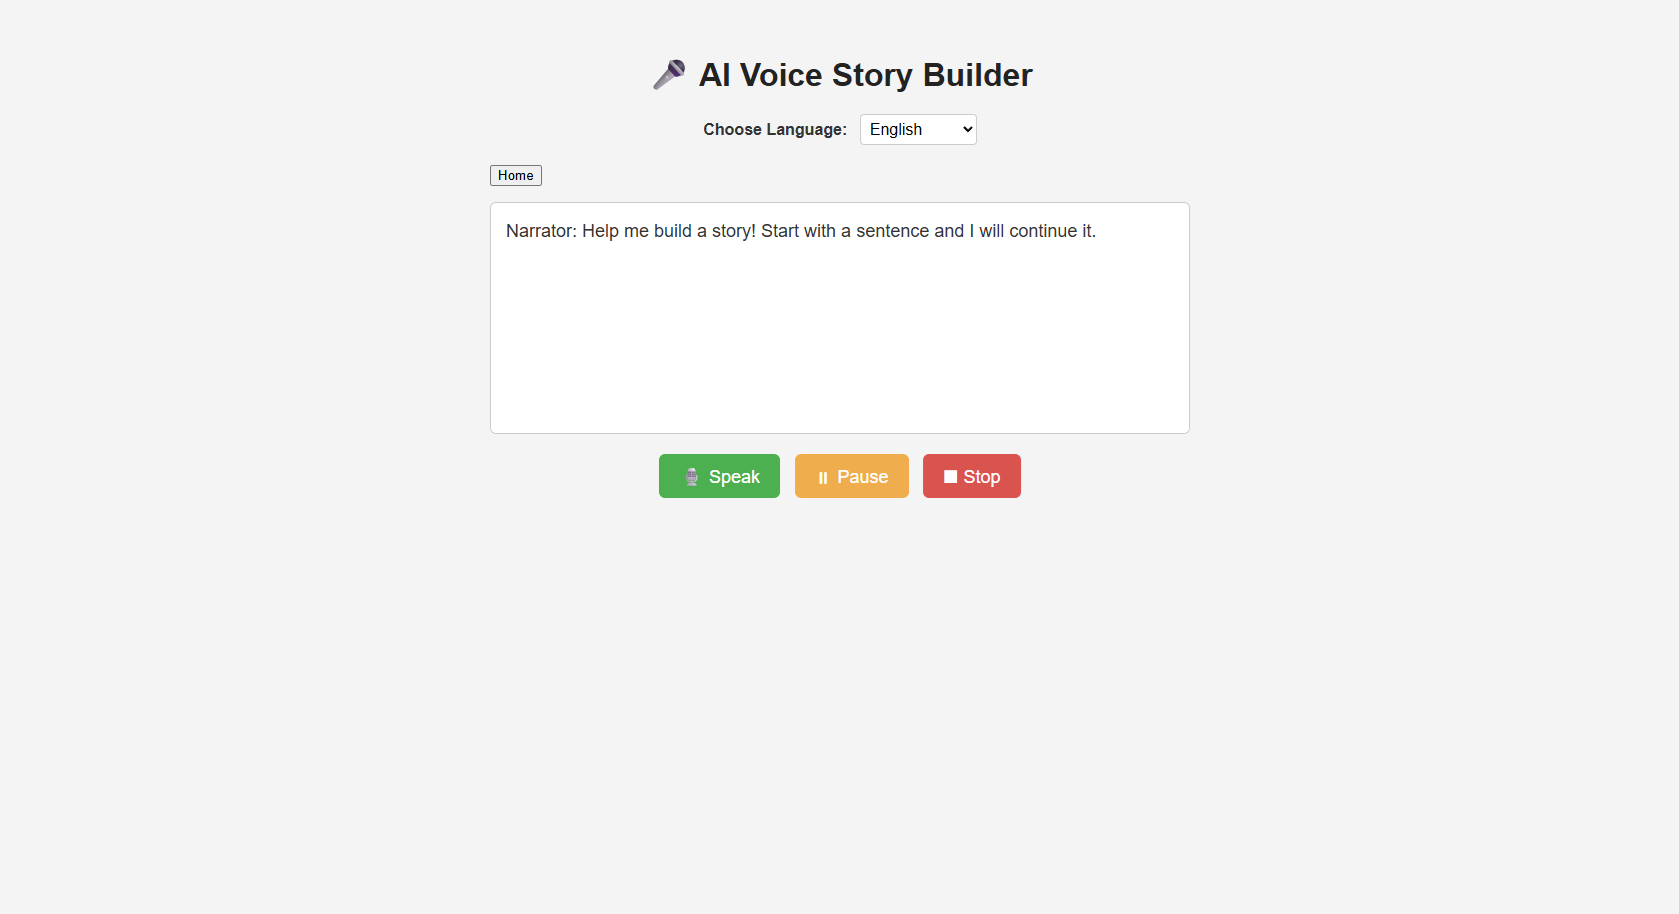 🎤 AI Voice Story Builder
Choose Language: English
Home
Narrator: Help me build a story! Start with a sentence and I will continue it.
🎙️ Speak ⏸ Pause ⏹ Stop